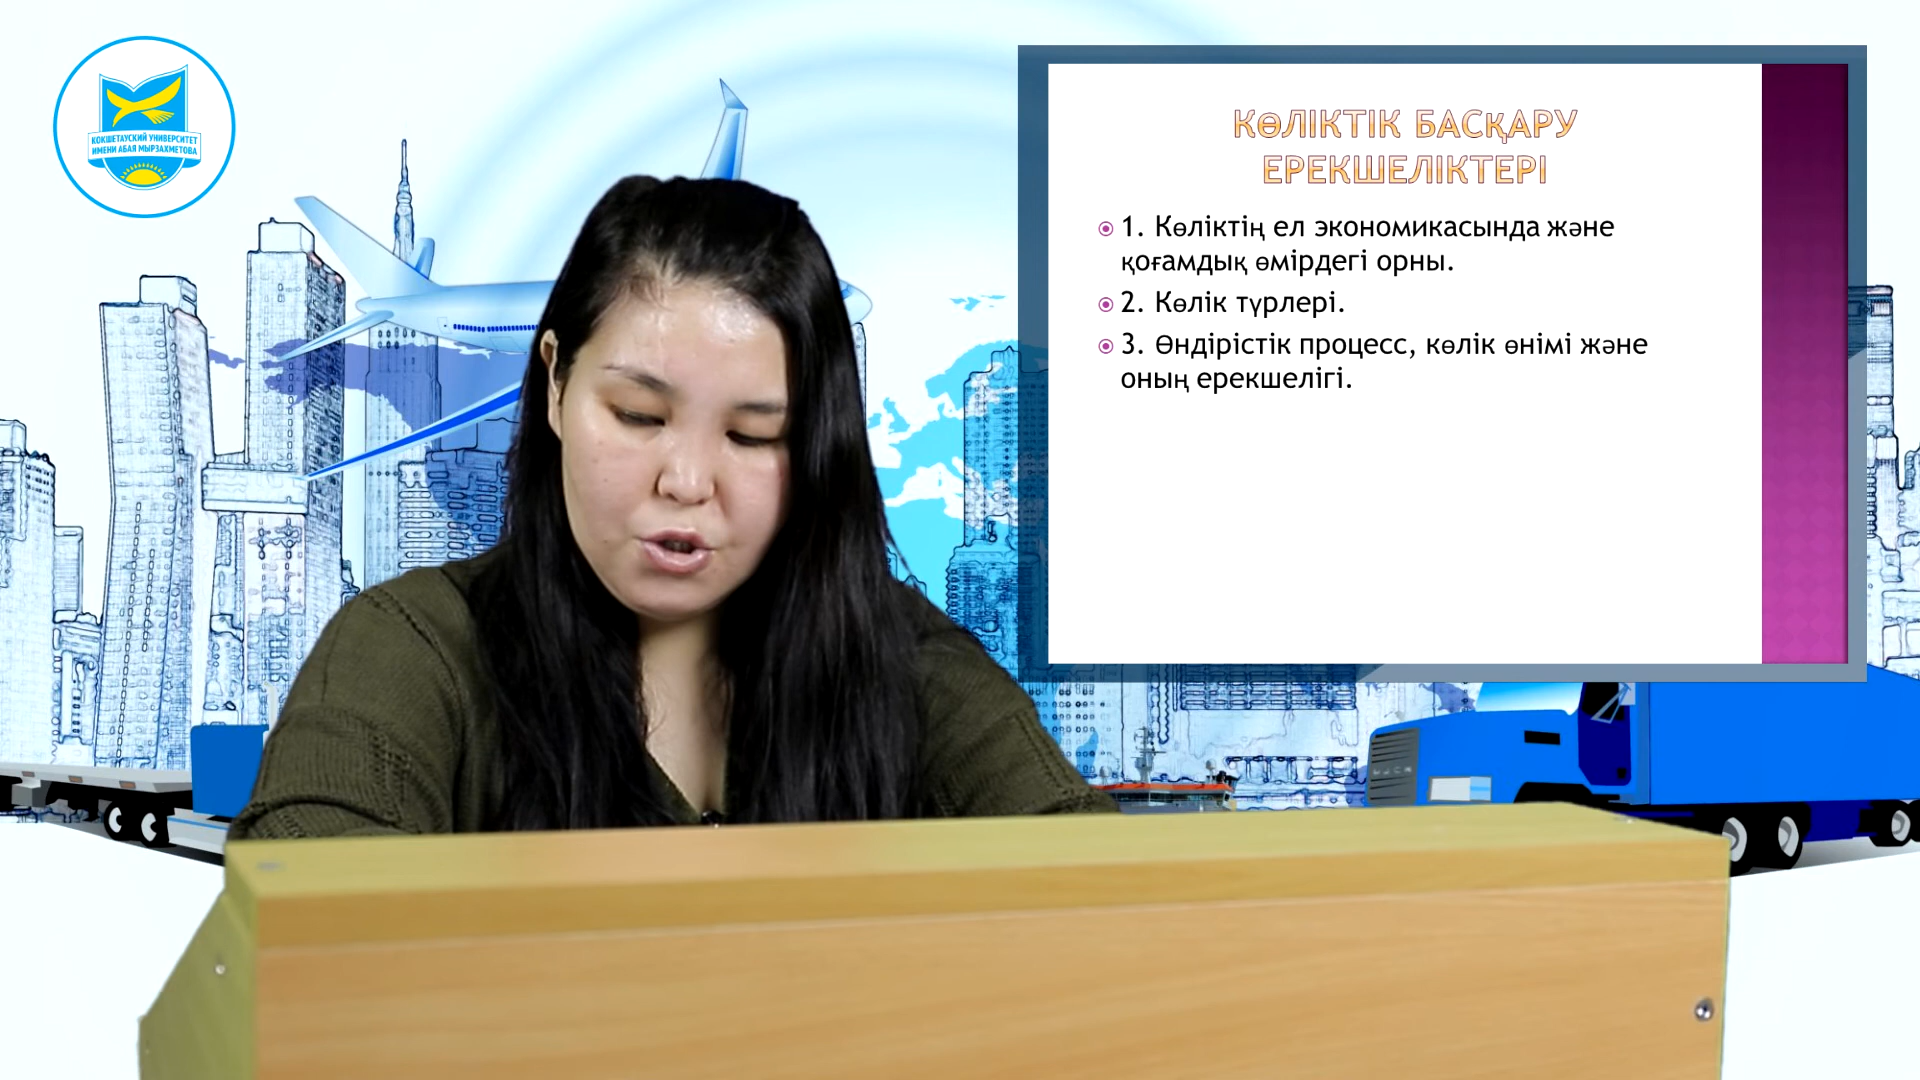 КОКШЕТАУСКИЙ УНИВЕРСИТЕТ
ИМЕНИ АБАЯ МЫРЗАХМЕТОВА
КӨЛІКТІК БАСҚАРУ
ЕРЕКШЕЛІКТЕРІ
1. Көліктің ел экономикасында және
қоғамдық өмірдегі орны.
2. Көлік түрлері.
3. Өндірістік процесс, көлік өнімі және
оның ерекшелігі.